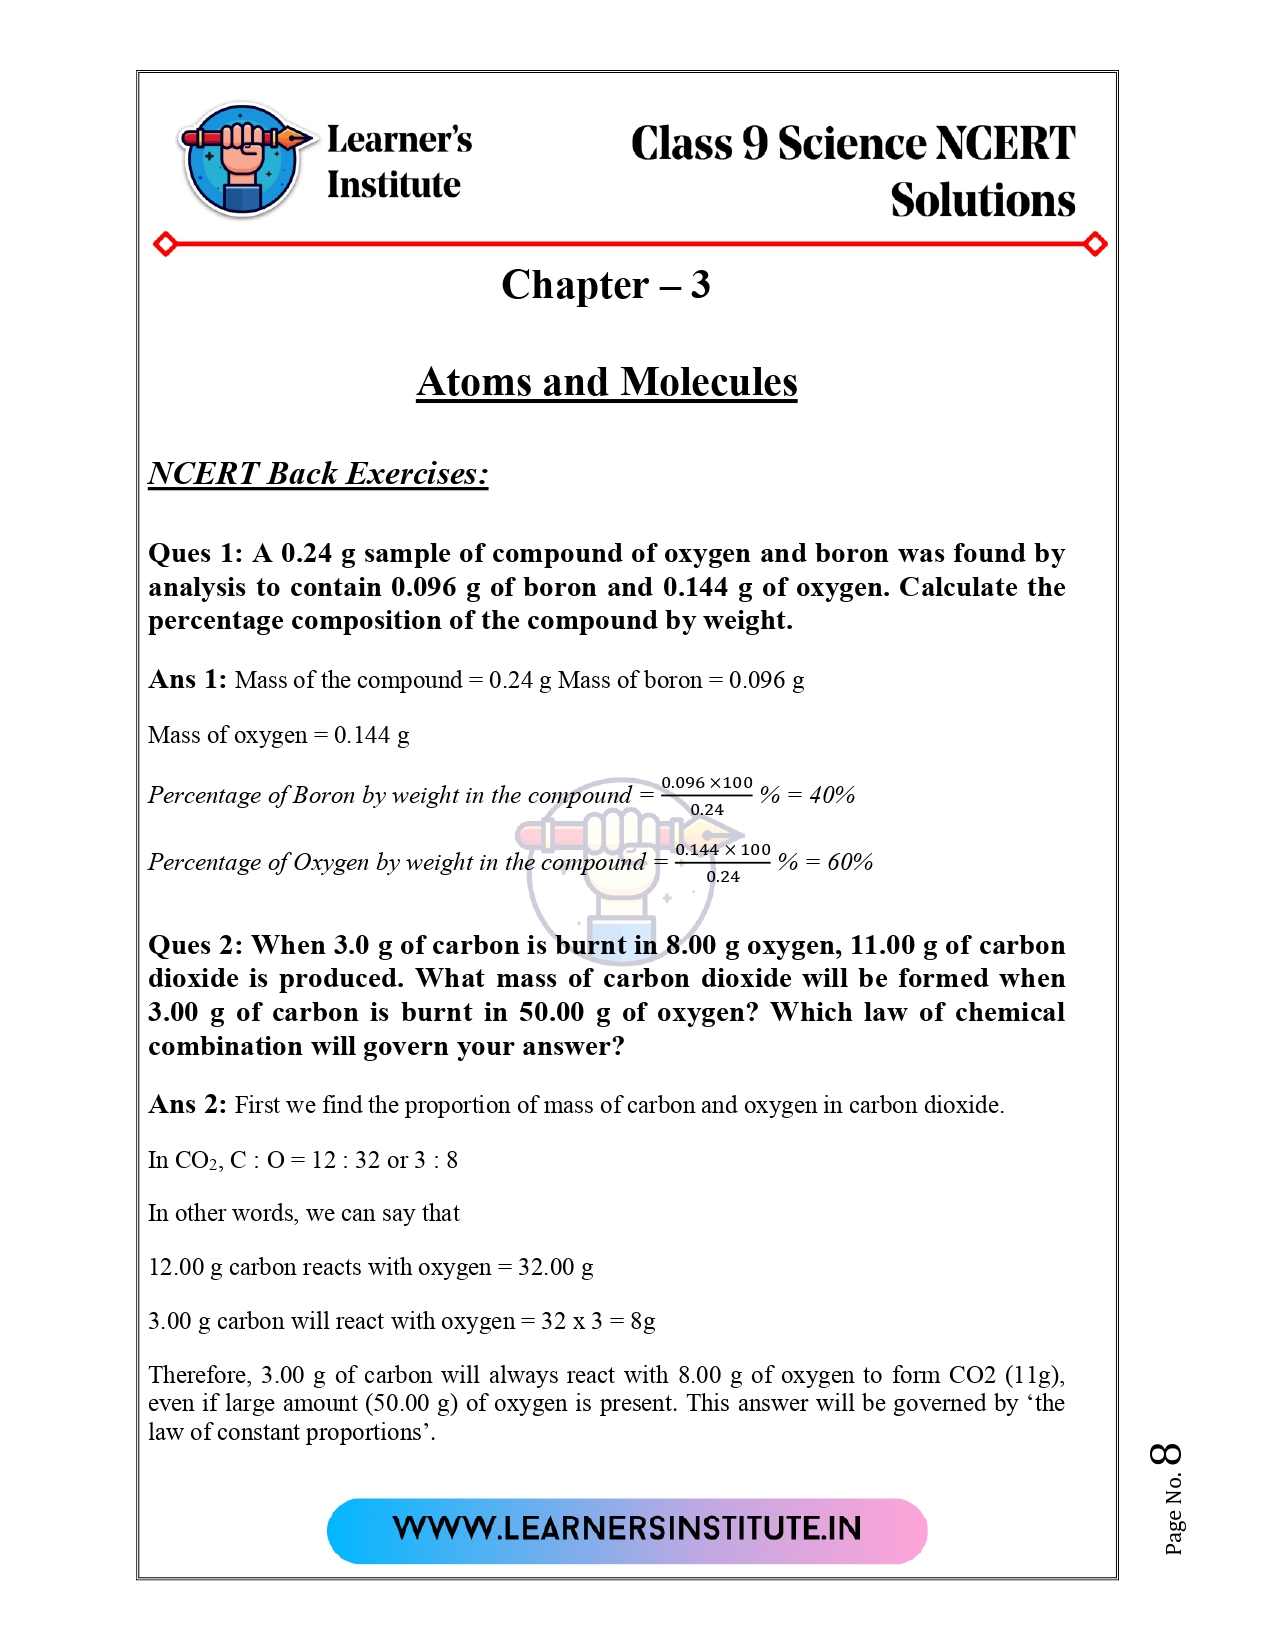 Learner's
Institute
Class 9 Science NCERT
Solutions
Chapter – 3
Atoms and Molecules
NCERT Back Exercises:
Ques 1: A 0.24 g sample of compound of oxygen and boron was found by
analysis to contain 0.096 g of boron and 0.144 g of oxygen. Calculate the
percentage composition of the compound by weight.
Ans 1: Mass of the compound = 0.24 g Mass of boron = 0.096 g
Mass of oxygen = 0.144 g
Percentage of Boron by weight in the compound = 0.096 ×100 / 0.24 % = 40%
Percentage of Oxygen by weight in the compound = 0.144 × 100 / 0.24 % = 60%
Ques 2: When 3.0 g of carbon is burnt in 8.00 g oxygen, 11.00 g of carbon
dioxide is produced. What mass of carbon dioxide will be formed when
3.00 g of carbon is burnt in 50.00 g of oxygen? Which law of chemical
combination will govern your answer?
Ans 2: First we find the proportion of mass of carbon and oxygen in carbon dioxide.
In CO₂, C : O = 12 : 32 or 3 : 8
In other words, we can say that
12.00 g carbon reacts with oxygen = 32.00 g
3.00 g carbon will react with oxygen = 32 x 3 = 8g
Therefore, 3.00 g of carbon will always react with 8.00 g of oxygen to form CO2 (11g),
even if large amount (50.00 g) of oxygen is present. This answer will be governed by ‘the
law of constant proportions’.
Page No. 8
WWW.LEARNERSINSTITUTE.IN